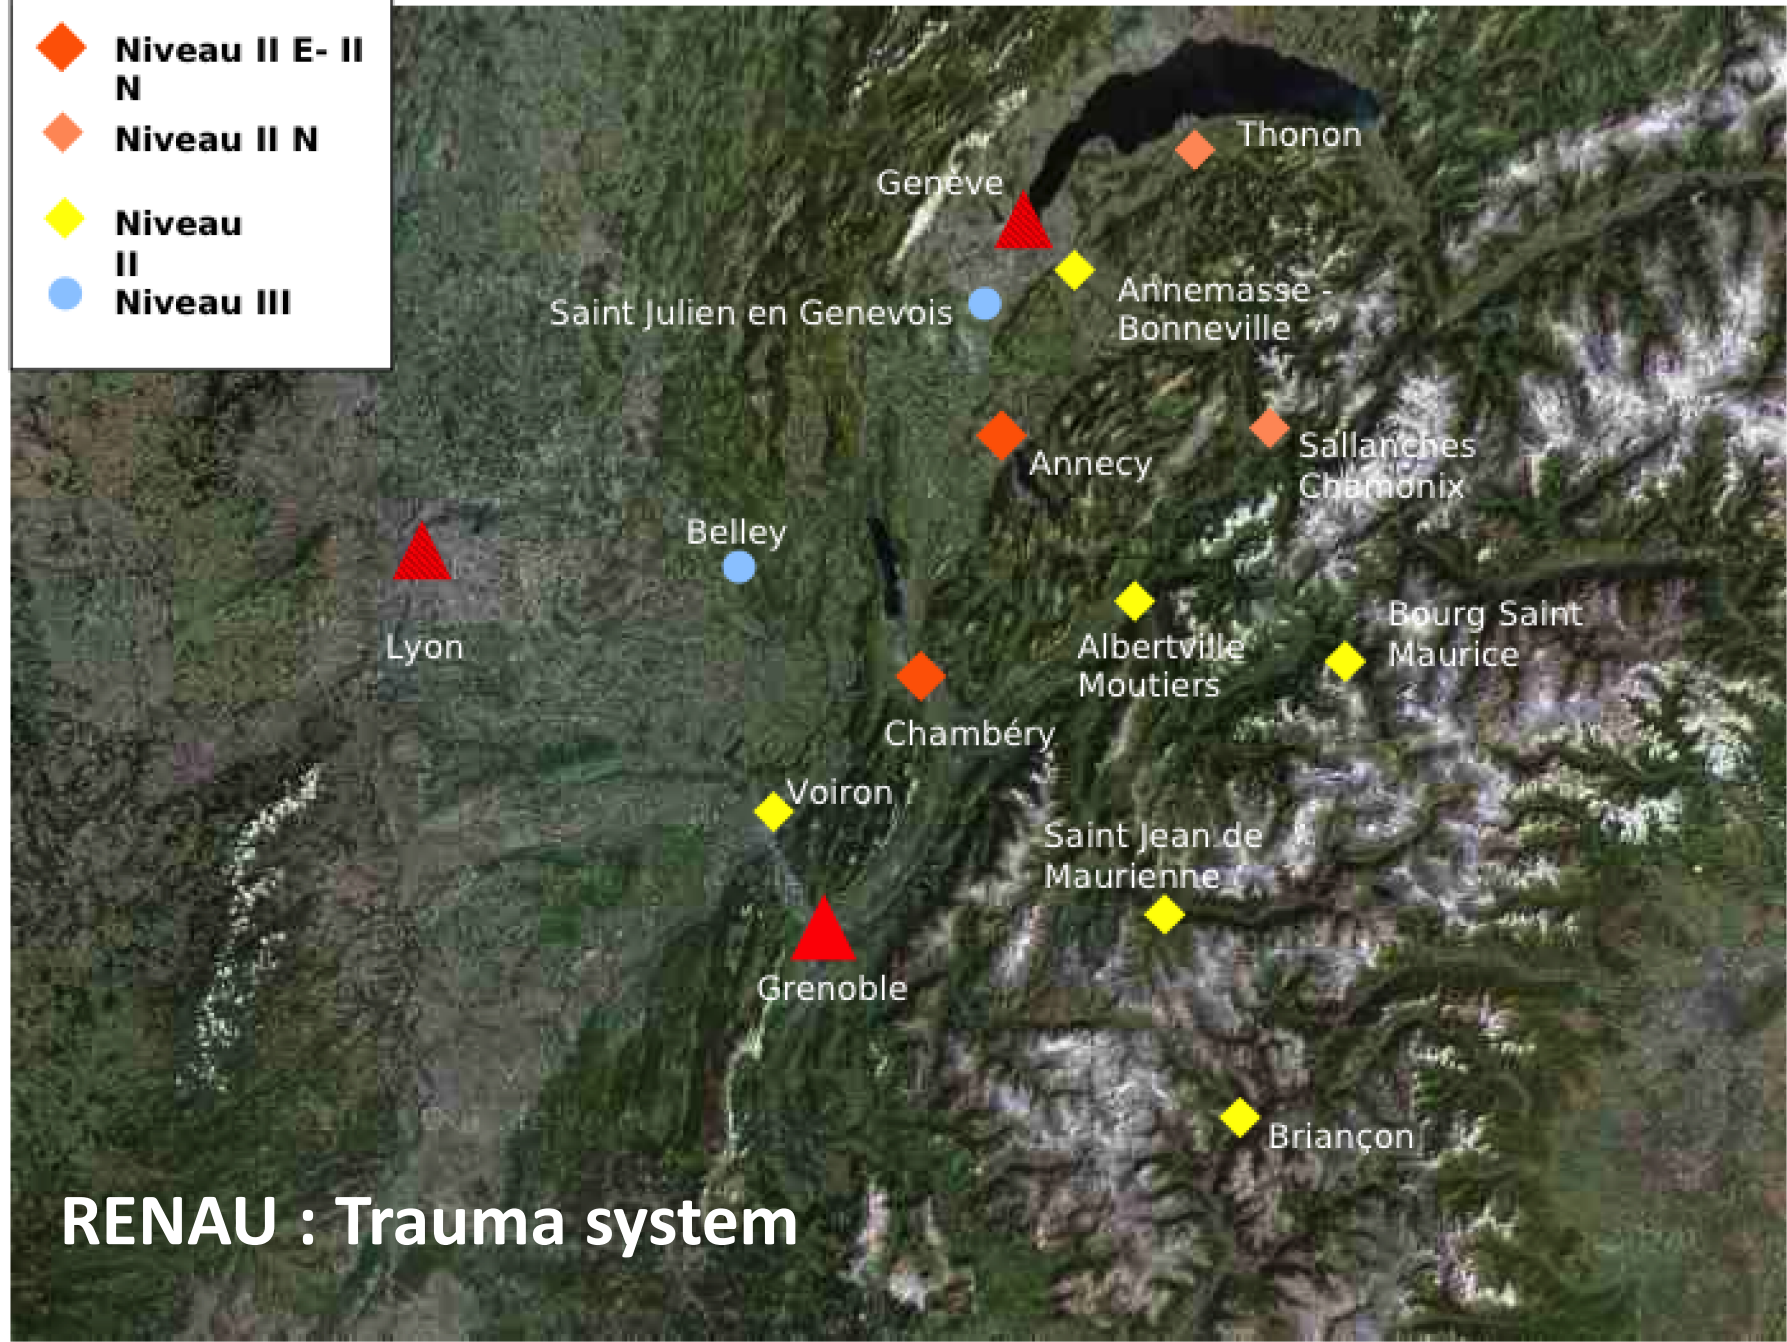 Niveau II E- II
N
Niveau II N
Niveau
II
Niveau III
Thonon
Genève
Annemasse -
Bonneville
Saint Julien en Genevois
Annecy
Sallanches
Chamonix
Belley
Lyon
Albertville -
Moutiers
Bourg Saint
Maurice
Chambéry
Voiron
Saint Jean de
Maurienne
Grenoble
Briançon
RENAU : Trauma system